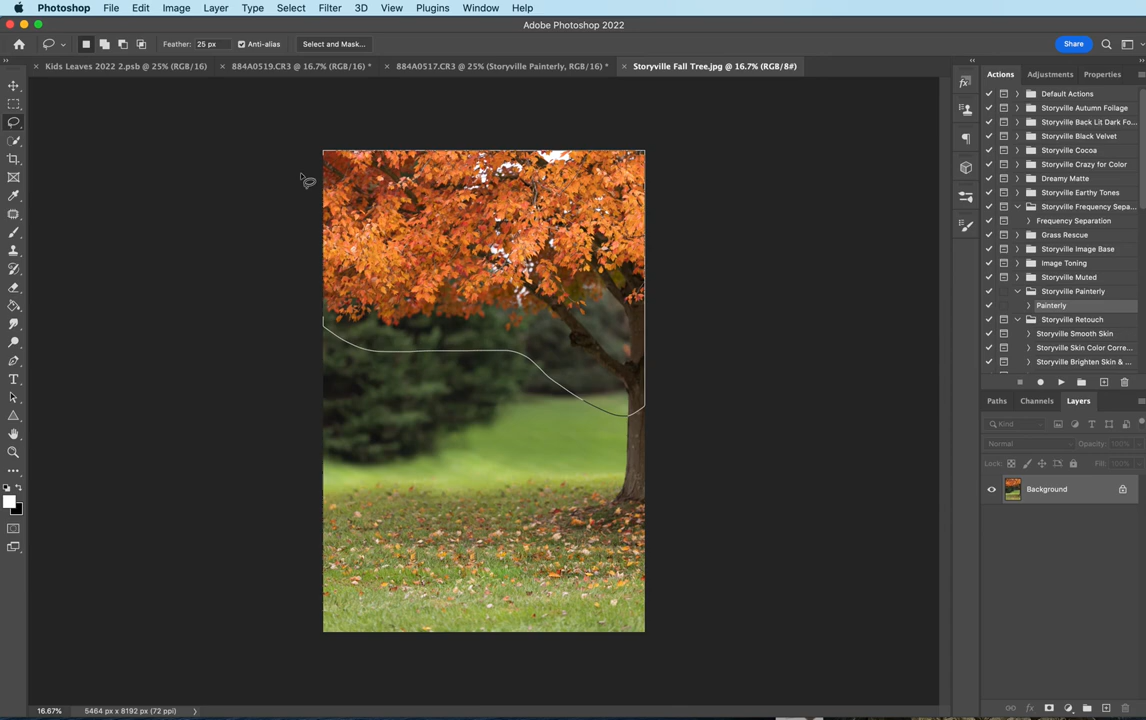 Photoshop File Edit Image Layer Type Select Filter 3D View Plugins Window Help
Adobe Photoshop 2022
Feather: 25 px Anti-alias Select and Mask... Share
Kids Leaves 2022 2.psb @ 25% (RGB/16) 884A0519.CR3 @ 16.7% (RGB/16) * 884A0517.CR3 @ 25% (Storyville Painterly, RGB/16) * Storyville Fall Tree.jpg @ 16.7% (RGB/8#)
Actions Adjustments Properties
Default Actions
Storyville Autumn Foliage
Storyville Back Lit Dark Fo...
Storyville Black Velvet
Storyville Cocoa
Storyville Crazy for Color
Dreamy Matte
Storyville Earthy Tones
Storyville Frequency Sepa...
Frequency Separation
Grass Rescue
Storyville Image Base
Image Toning
Storyville Muted
Storyville Painterly
Painterly
Storyville Retouch
Storyville Smooth Skin
Storyville Skin Color Corre...
Storyville Brighten Skin & ...
Paths Channels Layers
Kind
Normal Opacity: 100%
Lock: Fill: 100%
Background
16.67% 5464 px x 8192 px (72 ppi)